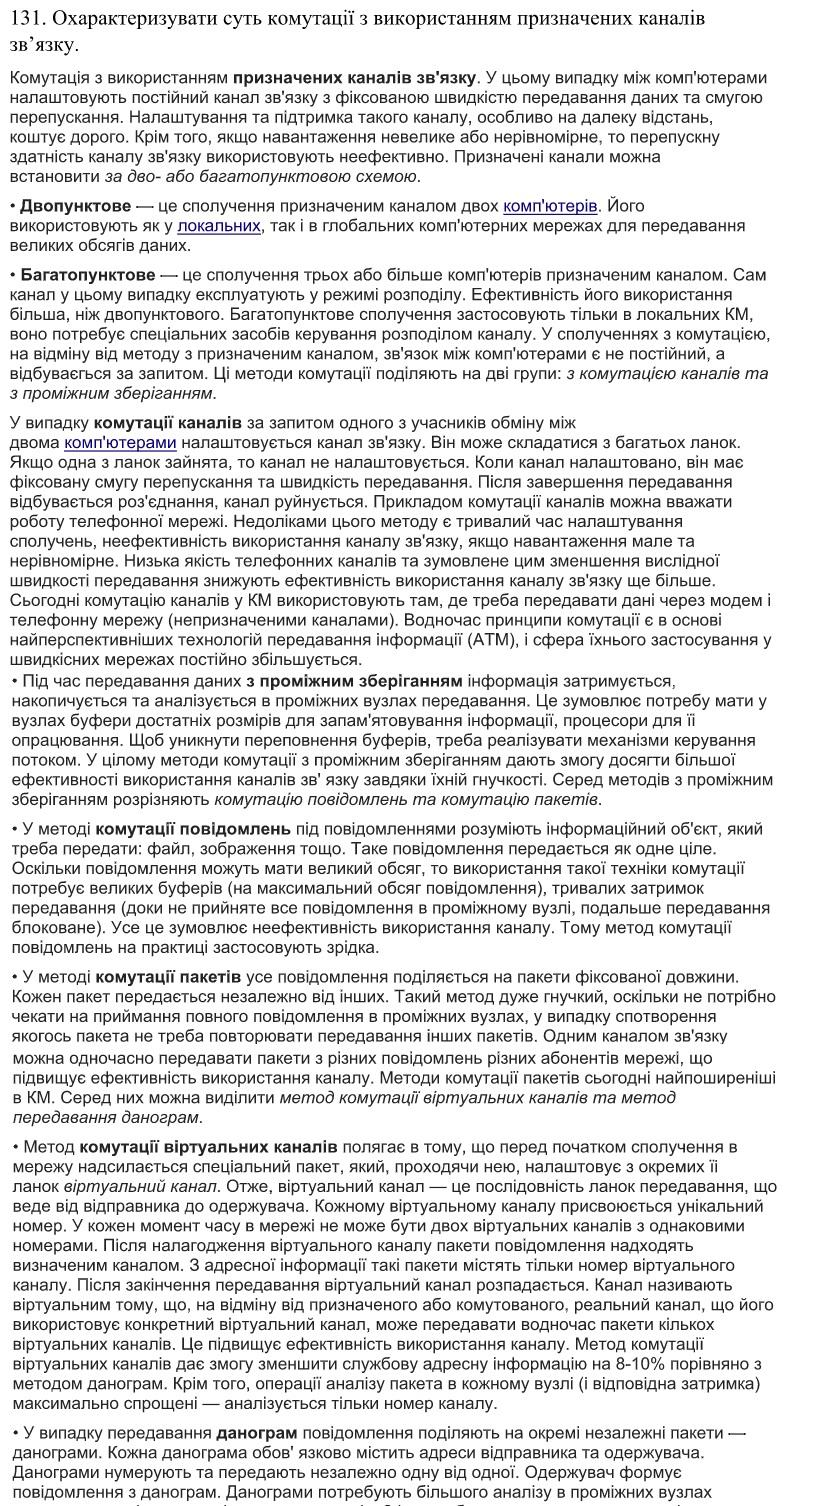 131. Охарактеризувати суть комутації з використанням призначених каналів
зв’язку.
Комутація з використанням призначених каналів зв'язку. У цьому випадку між комп'ютерами
налаштовують постійний канал зв'язку з фіксованою швидкістю передавання даних та смугою
перепускання. Налаштування та підтримка такого каналу, особливо на далеку відстань,
коштує дорого. Крім того, якщо навантаження невелике або нерівномірне, то перепускну
здатність каналу зв'язку використовують неефективно. Призначені канали можна
встановити за дво- або багатопунктовою схемою.
• Двопунктове — це сполучення призначеним каналом двох комп'ютерів. Його
використовують як у локальних, так і в глобальних комп'ютерних мережах для передавання
великих обсягів даних.
• Багатопунктове — це сполучення трьох або більше комп'ютерів призначеним каналом. Сам
канал у цьому випадку експлуатують у режимі розподілу. Ефективність його використання
більша, ніж двопунктового. Багатопунктове сполучення застосовують тільки в локальних КМ,
воно потребує спеціальних засобів керування розподілом каналу. У сполученнях з комутацією,
на відміну від методу з призначеним каналом, зв'язок між комп'ютерами є не постійний, а
відбувається за запитом. Ці методи комутації поділяють на дві групи: з комутацією каналів та
з проміжним зберіганням.
У випадку комутації каналів за запитом одного з учасників обміну між
двома комп'ютерами налаштовується канал зв'язку. Він може складатися з багатьох ланок.
Якщо одна з ланок зайнята, то канал не налаштовується. Коли канал налаштовано, він має
фіксовану смугу перепускання та швидкість передавання. Після завершення передавання
відбувається роз'єднання, канал руйнується. Прикладом комутації каналів можна вважати
роботу телефонної мережі. Недоліками цього методу є тривалий час налаштування
сполучень, неефективність використання каналу зв'язку, якщо навантаження мале та
нерівномірне. Низька якість телефонних каналів та зумовлене цим зменшення вислідної
швидкості передавання знижують ефективність використання каналу зв'язку ще більше.
Сьогодні комутацію каналів у КМ використовують там, де треба передавати дані через модем і
телефонну мережу (непризначеними каналами). Водночас принципи комутації є в основі
найперспективніших технологій передавання інформації (АТМ), і сфера їхнього застосування у
швидкісних мережах постійно збільшується.
• Під час передавання даних з проміжним зберіганням інформація затримується,
накопичується та аналізується в проміжних вузлах передавання. Це зумовлює потребу мати у
вузлах буфери достатніх розмірів для запам'ятовування інформації, процесори для її
опрацювання. Щоб уникнути переповнення буферів, треба реалізувати механізми керування
потоком. У цілому методи комутації з проміжним зберіганням дають змогу досягти більшої
ефективності використання каналів зв' язку завдяки їхній гнучкості. Серед методів з проміжним
зберіганням розрізняють комутацію повідомлень та комутацію пакетів.
• У методі комутації повідомлень під повідомленнями розуміють інформаційний об'єкт, який
треба передати: файл, зображення тощо. Таке повідомлення передається як одне ціле.
Оскільки повідомлення можуть мати великий обсяг, то використання такої техніки комутації
потребує великих буферів (на максимальний обсяг повідомлення), тривалих затримок
передавання (доки не прийняте все повідомлення в проміжному вузлі, подальше передавання
блоковане). Усе це зумовлює неефективність використання каналу. Тому метод комутації
повідомлень на практиці застосовують зрідка.
• У методі комутації пакетів усе повідомлення поділяється на пакети фіксованої довжини.
Кожен пакет передається незалежно від інших. Такий метод дуже гнучкий, оскільки не потрібно
чекати на приймання повного повідомлення в проміжних вузлах, у випадку спотворення
якогось пакета не треба повторювати передавання інших пакетів. Одним каналом зв'язку
можна одночасно передавати пакети з різних повідомлень різних абонентів мережі, що
підвищує ефективність використання каналу. Методи комутації пакетів сьогодні найпоширеніші
в КМ. Серед них можна виділити метод комутації віртуальних каналів та метод
передавання данограм.
• Метод комутації віртуальних каналів полягає в тому, що перед початком сполучення в
мережу надсилається спеціальний пакет, який, проходячи нею, налаштовує з окремих її
ланок віртуальний канал. Отже, віртуальний канал — це послідовність ланок передавання, що
веде від відправника до одержувача. Кожному віртуальному каналу присвоюється унікальний
номер. У кожен момент часу в мережі не може бути двох віртуальних каналів з однаковими
номерами. Після налагодження віртуального каналу пакети повідомлення надходять
визначеним каналом. З адресної інформації такі пакети містять тільки номер віртуального
каналу. Після закінчення передавання віртуальний канал розпадається. Канал називають
віртуальним тому, що, на відміну від призначеного або комутованого, реальний канал, що його
використовує конкретний віртуальний канал, може передавати водночас пакети кількох
віртуальних каналів. Це підвищує ефективність використання каналу. Метод комутації
віртуальних каналів дає змогу зменшити службову адресну інформацію на 8-10% порівняно з
методом данограм. Крім того, операції аналізу пакета в кожному вузлі (і відповідна затримка)
максимально спрощені — аналізується тільки номер каналу.
• У випадку передавання данограм повідомлення поділяють на окремі незалежні пакети —
данограми. Кожна данограма обов' язково містить адреси відправника та одержувача.
Данограми нумерують та передають незалежно одну від одної. Одержувач формує
повідомлення з данограм. Данограми потребують більшого аналізу в проміжних вузлах